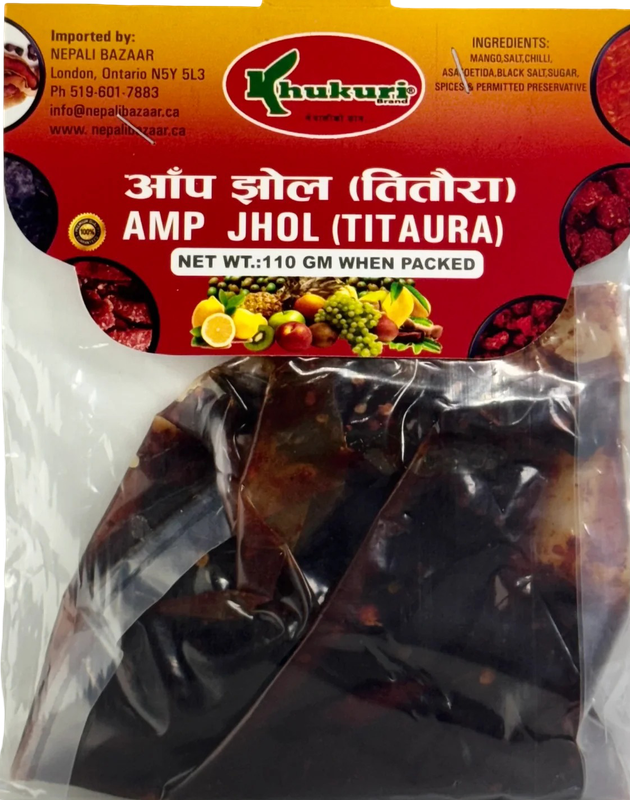 Imported by:
NEPALI BAZAAR
London, Ontario N5Y 5L3
Ph 519-601-7883
info@nepalibazaar.ca
www. nepalibazaar.ca
Khukuri®
Brand
नेपालीको शान
INGREDIENTS:
MANGO,SALT,CHILLI,
ASAFOETIDA,BLACK SALT,SUGAR,
SPICES & PERMITTED PRESERVATIVE
आँप झोल (तितौरा)
100%
AMP JHOL (TITAURA)
NET WT.:110 GM WHEN PACKED